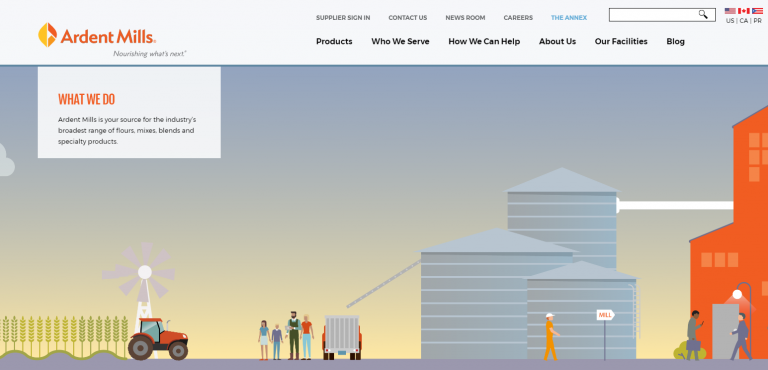 SUPPLIER SIGN IN CONTACT US NEWS ROOM CAREERS THE ANNEX
US | CA | PR
Ardent Mills
Nourishing what's next.
Products Who We Serve How We Can Help About Us Our Facilities Blog
WHAT WE DO
Ardent Mills is your source for the industry's
broadest range of flours, mixes, blends and
specialty products.
MILL